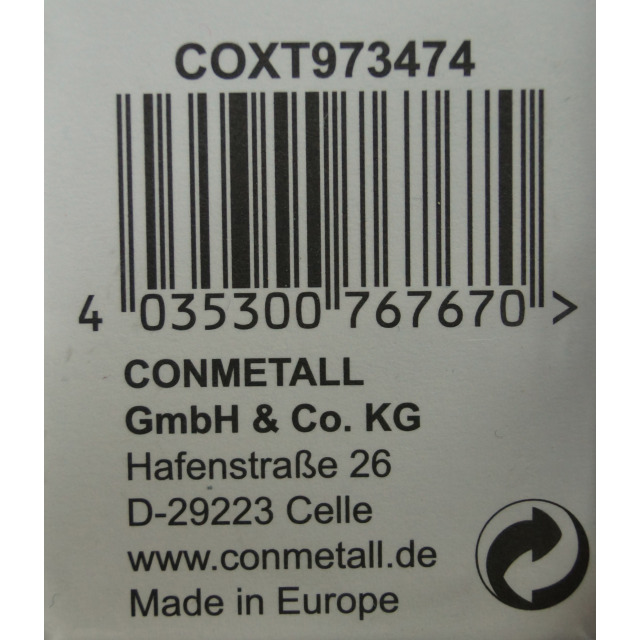 COXT973474
4 035300 767670 >
CONMETALL
GmbH & Co. KG
Hafenstraße 26
D-29223 Celle
www.conmetall.de
Made in Europe